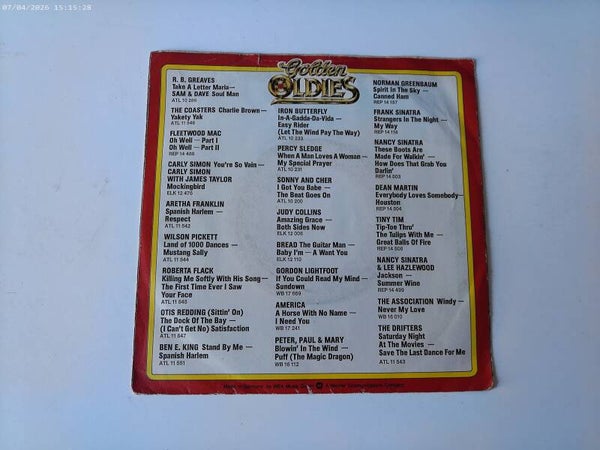 07/04/2026 15:15:28
Golden
OLDIES
R. B. GREAVES
Take A Letter Maria—
SAM & DAVE Soul Man
ATL 10 266
THE COASTERS Charlie Brown —
Yakety Yak
ATL 11 548
FLEETWOOD MAC
Oh Well — Part I
Oh Well — Part II
REP 14 408
CARLY SIMON You're So Vain —
CARLY SIMON
WITH JAMES TAYLOR
Mockingbird
ELK 12 475
ARETHA FRANKLIN
Spanish Harlem —
Respect
ATL 11 542
WILSON PICKETT
Land of 1000 Dances —
Mustang Sally
ATL 11 544
ROBERTA FLACK
Killing Me Softly With His Song —
The First Time Ever I Saw
Your Face
ATL 11 545
OTIS REDDING (Sittin' On)
The Dock Of The Bay —
(I Can't Get No) Satisfaction
ATL 11 547
BEN E. KING Stand By Me —
Spanish Harlem
ATL 11 551
IRON BUTTERFLY
In-A-Gadda-Da-Vida —
Easy Rider
(Let The Wind Pay The Way)
ATL 10 233
PERCY SLEDGE
When A Man Loves A Woman —
My Special Prayer
ATL 10 231
SONNY AND CHER
I Got You Babe —
The Beat Goes On
ATL 10 200
JUDY COLLINS
Amazing Grace —
Both Sides Now
ELK 12 006
BREAD The Guitar Man —
Baby I'm — A Want You
ELK 12 110
GORDON LIGHTFOOT
If You Could Read My Mind —
Sundown
WB 17 669
AMERICA
A Horse With No Name —
I Need You
WB 17 241
PETER, PAUL & MARY
Blowin' In The Wind —
Puff (The Magic Dragon)
WB 16 112
NORMAN GREENBAUM
Spirit In The Sky —
Canned Ham
REP 14 157
FRANK SINATRA
Strangers In The Night —
My Way
REP 14 118
NANCY SINATRA
These Boots Are
Made For Walkin' —
How Does That Grab You
Darlin'
REP 14 003
DEAN MARTIN
Everybody Loves Somebody—
Houston
REP 14 004
TINY TIM
Tip-Toe Thru'
The Tulips With Me —
Great Balls Of Fire
REP 14 506
NANCY SINATRA
& LEE HAZLEWOOD
Jackson —
Summer Wine
REP 14 499
THE ASSOCIATION Windy —
Never My Love
WB 16 010
THE DRIFTERS
Saturday Night
At The Movies —
Save The Last Dance For Me
ATL 11 543